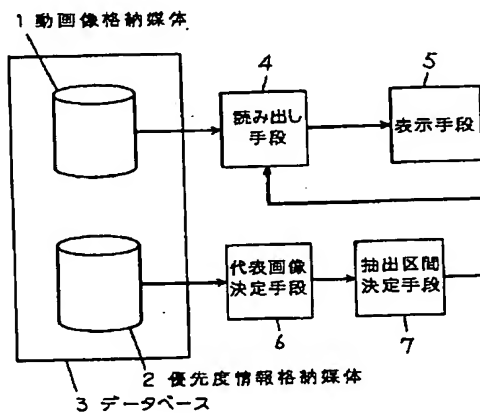 1 動画像格納媒体
4
5
読み出し
手段
表示手段
代表画像
決定手段
抽出区間
決定手段
6
7
2 優先度情報格納媒体
3 データベース